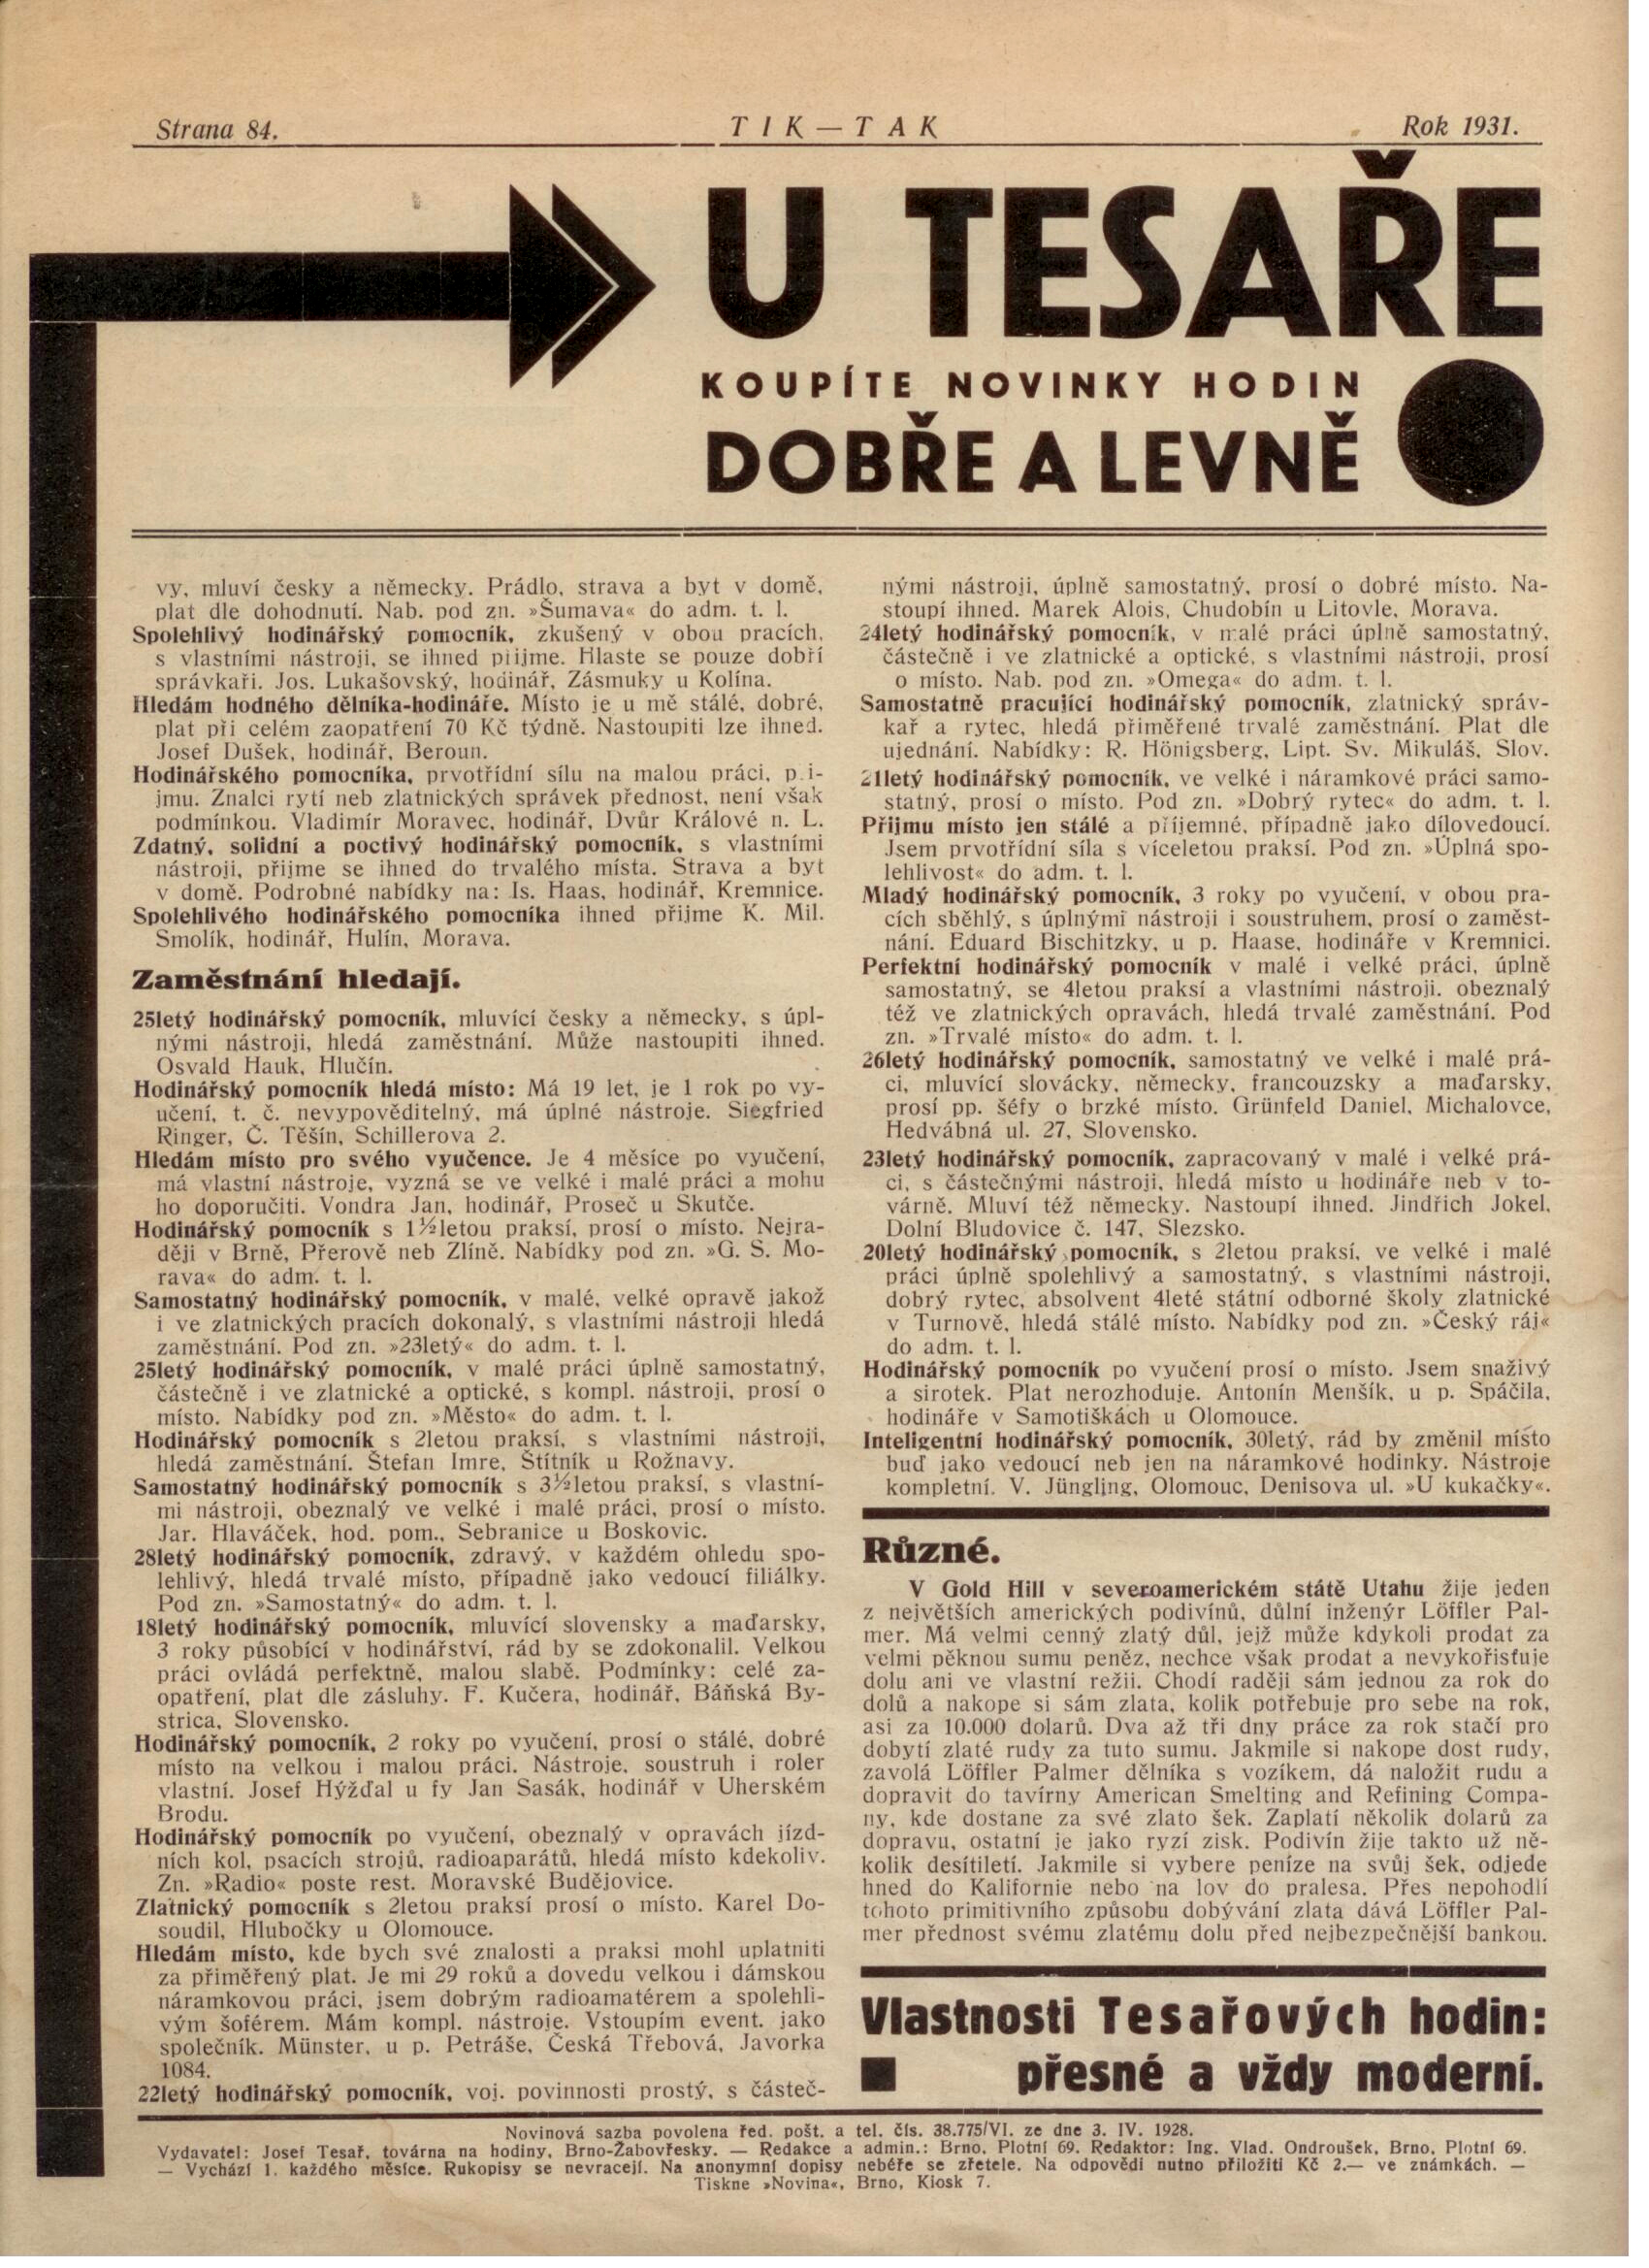 Strana 84.
TIK—TAK
Rok 1931.
U TESAŘE
KOUPÍTE NOVINKY HODIN
DOBŘE A LEVNĚ
vy, mluví česky a německy. Prádlo, strava a byt v domě,
plat dle dohodnutí. Nab. pod zn. »Šumava« do adm. t. l.
Spolehlivý hodinářský pomocník, zkušený v obou pracích,
s vlastními nástroji, se ihned přijme. Hlaste se pouze dobří
správkaři. Jos. Lukašovský, hodinář, Zásmuky u Kolína.
Hledám hodného dělníka-hodináře. Místo je u mě stálé, dobré,
plat při celém zaopatření 70 Kč týdně. Nastoupiti lze ihned.
Josef Dušek, hodinář, Beroun.
Hodinářského pomocníka, prvotřídní sílu na malou práci, při-
jmu. Znalci rytí neb zlatnických správek přednost, není však
podmínkou. Vladimír Moravec, hodinář, Dvůr Králové n. L.
Zdatný, solidní a poctivý hodinářský pomocník, s vlastními
nástroji, přijme se ihned do trvalého místa. Strava a byt
v domě. Podrobné nabídky na: Is. Haas, hodinář, Kremnice.
Spolehlivého hodinářského pomocníka ihned přijme K. Mil.
Smolík, hodinář, Hulín, Morava.
Zaměstnání hledají.
25letý hodinářský pomocník, mluvící česky a německy, s úpl-
nými nástroji, hledá zaměstnání. Může nastoupiti ihned.
Osvald Hauk, Hlučín.
Hodinářský pomocník hledá místo: Má 19 let, je 1 rok po vy-
učení, t. č. nevypověditelný, má úplné nástroje. Siegfried
Ringer, Č. Těšín, Schillerova 2.
Hledám místo pro svého vyučence. Je 4 měsíce po vyučení,
má vlastní nástroje, vyzná se ve velké i malé práci a mohu
ho doporučiti. Vondra Jan, hodinář, Proseč u Skutče.
Hodinářský pomocník s 1½letou praksí, prosí o místo. Nejra-
ději v Brně, Přerově neb Zlíně. Nabídky pod zn. »G. S. Mo-
rava« do adm. t. l.
Samostatný hodinářský pomocník, v malé, velké opravě jakož
i ve zlatnických pracích dokonalý, s vlastními nástroji hledá
zaměstnání. Pod zn. »23letý« do adm. t. l.
25letý hodinářský pomocník, v malé práci úplně samostatný,
částečně i ve zlatnické a optické, s kompl. nástroji, prosí o
místo. Nabídky pod zn. »Město« do adm. t. l.
Hodinářský pomocník s 2letou praksí, s vlastními nástroji,
hledá zaměstnání. Štefan Imre, Štítník u Rožnavy.
Samostatný hodinářský pomocník s 3½letou praksí, s vlastní-
mi nástroji, obeznalý ve velké i malé práci, prosí o místo.
Jar. Hlaváček, hod. pom., Sebranice u Boskovic.
28letý hodinářský pomocník, zdravý, v každém ohledu spo-
lehlivý, hledá trvalé místo, případně jako vedoucí filiálky.
Pod zn. »Samostatný« do adm. t. l.
18letý hodinářský pomocník, mluvící slovensky a maďarsky,
3 roky působící v hodinářství, rád by se zdokonalil. Velkou
práci ovládá perfektně, malou slabě. Podmínky: celé za-
opatření, plat dle zásluhy. F. Kučera, hodinář, Báňská By-
strica, Slovensko.
Hodinářský pomocník, 2 roky po vyučení, prosí o stálé, dobré
místo na velkou i malou práci. Nástroje, soustruh i roler
vlastní. Josef Hýžďal u fy Jan Sasák, hodinář v Uherském
Brodu.
Hodinářský pomocník po vyučení, obeznalý v opravách jízd-
ních kol, psacích strojů, radioaparátů, hledá místo kdekoliv.
Zn. »Radio« poste rest. Moravské Budějovice.
Zlatnický pomocník s 2letou praksí prosí o místo. Karel Do-
soudil, Hlubočky u Olomouce.
Hledám místo, kde bych své znalosti a praksi mohl uplatniti
za přiměřený plat. Je mi 29 roků a dovedu velkou i dámskou
náramkovou práci, jsem dobrým radioamatérem a spolehli-
vým šoférem. Mám kompl. nástroje. Vstoupím event. jako
společník. Münster, u p. Petráše, Česká Třebová, Javorka
1084.
22letý hodinářský pomocník, voj. povinnosti prostý, s částeč-
nými nástroji, úplně samostatný, prosí o dobré místo. Na-
stoupí ihned. Marek Alois, Chudobín u Litovle, Morava.
24letý hodinářský pomocník, v malé práci úplně samostatný,
částečně i ve zlatnické a optické, s vlastními nástroji, prosí
o místo. Nab. pod zn. »Omega« do adm. t. l.
Samostatně pracující hodinářský pomocník, zlatnický správ-
kař a rytec, hledá přiměřené trvalé zaměstnání. Plat dle
ujednání. Nabídky: R. Hönigsberg, Lipt. Sv. Mikuláš, Slov.
21letý hodinářský pomocník, ve velké i náramkové práci samo-
statný, prosí o místo. Pod zn. »Dobrý rytec« do adm. t. l.
Přijmu místo jen stálé a příjemné, případně jako dílovedoucí.
Jsem prvotřídní síla s víceletou praksí. Pod zn. »Úplná spo-
lehlivost« do adm. t. l.
Mladý hodinářský pomocník, 3 roky po vyučení, v obou pra-
cích sběhlý, s úplnými nástroji i soustruhem, prosí o zaměst-
nání. Eduard Bischitzky, u p. Haase, hodináře v Kremnici.
Perfektní hodinářský pomocník v malé i velké práci, úplně
samostatný, se 4letou praksí a vlastními nástroji, obeznalý
též ve zlatnických opravách, hledá trvalé zaměstnání. Pod
zn. »Trvalé místo« do adm. t. l.
26letý hodinářský pomocník, samostatný ve velké i malé prá-
ci, mluvící slovácky, německy, francouzsky a maďarsky,
prosí pp. šéfy o brzké místo. Grünfeld Daniel, Michalovce,
Hedvábná ul. 27, Slovensko.
23letý hodinářský pomocník, zapracovaný v malé i velké prá-
ci, s částečnými nástroji, hledá místo u hodináře neb v to-
várně. Mluví též německy. Nastoupí ihned. Jindřich Jokel,
Dolní Bludovice č. 147, Slezsko.
20letý hodinářský pomocník, s 2letou praksí, ve velké i malé
práci úplně spolehlivý a samostatný, s vlastními nástroji,
dobrý rytec, absolvent 4leté státní odborné školy zlatnické
v Turnově, hledá stálé místo. Nabídky pod zn. »Český ráj«
do adm. t. l.
Hodinářský pomocník po vyučení prosí o místo. Jsem snaživý
a sirotek. Plat nerozhoduje. Antonín Menšík, u p. Spáčila,
hodináře v Samotiškách u Olomouce.
Inteligentní hodinářský pomocník, 30letý, rád by změnil místo
buď jako vedoucí neb jen na náramkové hodinky. Nástroje
kompletní. V. Jüngling, Olomouc, Denisova ul. »U kukačky«.
Různé.
V Gold Hill v severoamerickém státě Utahu žije jeden
z největších amerických podivínů, důlní inženýr Löffler Pal-
mer. Má velmi cenný zlatý důl, jejž může kdykoli prodat za
velmi pěknou sumu peněz, nechce však prodat a nevykořisťuje
dolu ani ve vlastní režii. Chodí raději sám jednou za rok do
dolů a nakope si sám zlata, kolik potřebuje pro sebe na rok,
asi za 10.000 dolarů. Dva až tři dny práce za rok stačí pro
dobytí zlaté rudy za tuto sumu. Jakmile si nakope dost rudy,
zavolá Löffler Palmer dělníka s vozíkem, dá naložit rudu a
dopravit do tavírny American Smelting and Refining Compa-
ny, kde dostane za své zlato šek. Zaplatí několik dolarů za
dopravu, ostatní je jako ryzí zisk. Podivín žije takto už ně-
kolik desítiletí. Jakmile si vybere peníze na svůj šek, odjede
hned do Kalifornie nebo na lov do pralesa. Přes nepohodlí
tohoto primitivního způsobu dobývání zlata dává Löffler Pal-
mer přednost svému zlatému dolu před nejbezpečnější bankou.
Vlastnosti Tesařových hodin:
přesné a vždy moderní.
Novinová sazba povolena řed. pošt. a tel. čís. 38.775/VI. ze dne 3. IV. 1928.
Vydavatel: Josef Tesař, továrna na hodiny, Brno-Žabovřesky. — Redakce a admin.: Brno, Plotní 69. Redaktor: Ing. Vlad. Ondroušek, Brno, Plotní 69.
— Vychází 1. každého měsíce. Rukopisy se nevracejí. Na anonymní dopisy nebéře se zřetele. Na odpovědi nutno přiložiti Kč 2.— ve známkách. —
Tiskne »Novina«, Brno, Kiosk 7.